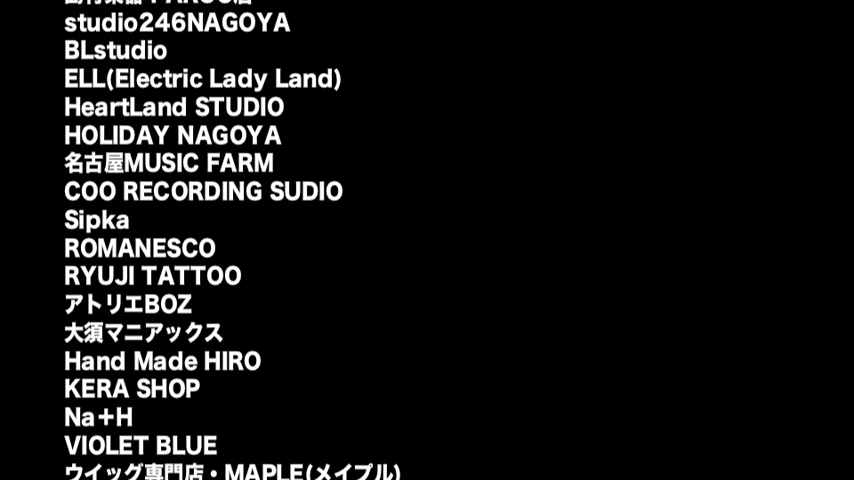 studio246NAGOYA
BLstudio
ELL(Electric Lady Land)
HeartLand STUDIO
HOLIDAY NAGOYA
名古屋MUSIC FARM
COO RECORDING SUDIO
Sipka
ROMANESCO
RYUJI TATTOO
アトリエBOZ
大須マニアックス
Hand Made HIRO
KERA SHOP
Na+H
VIOLET BLUE
ウイッグ専門店・MAPLE(メイプル)